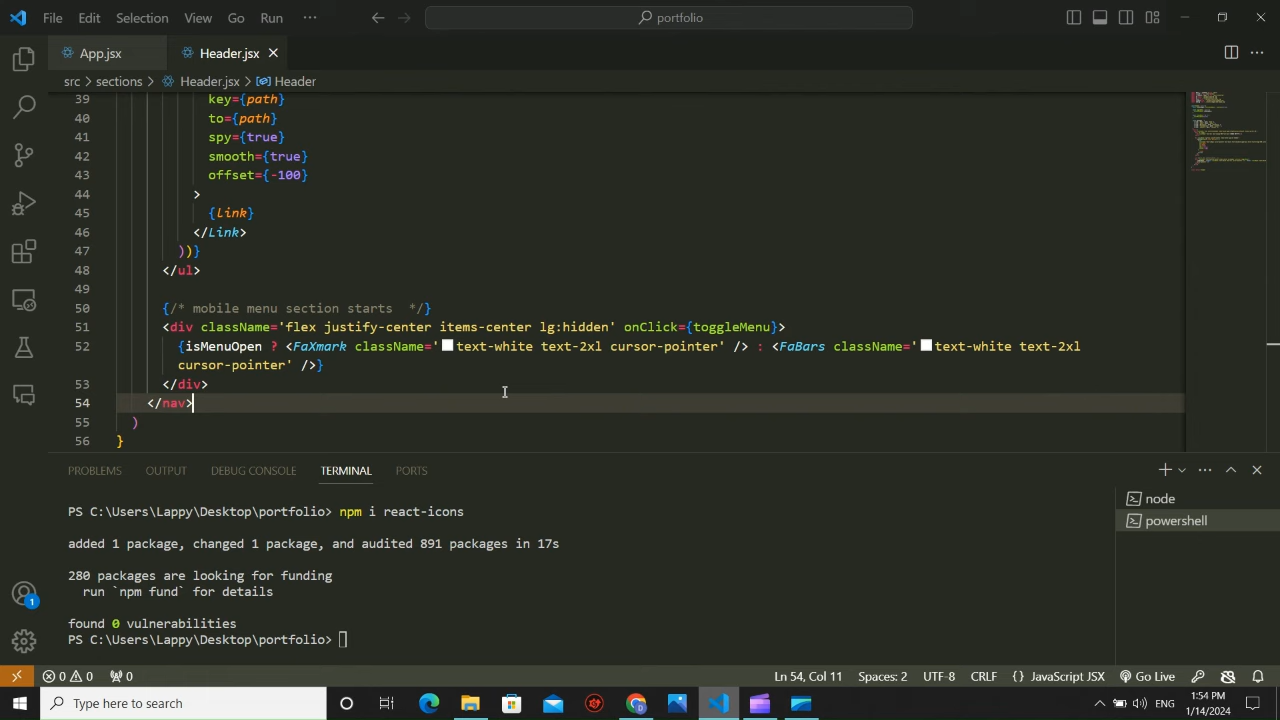 File Edit Selection View Go Run ··· portfolio
App.jsx Header.jsx
src > sections > Header.jsx > Header
39 key={path}
40 to={path}
41 spy={true}
42 smooth={true}
43 offset={-100}
44 >
45 {link}
46 </Link>
47 ))}
48 </ul>
49
50 {/* mobile menu section starts  */}
51 <div className='flex justify-center items-center lg:hidden' onClick={toggleMenu}>
52 {isMenuOpen ? <FaXmark className='text-white text-2xl cursor-pointer' /> : <FaBars className='text-white text-2xl
cursor-pointer' />}
53 </div>
54 </nav>
55 )
56 }
PROBLEMS OUTPUT DEBUG CONSOLE TERMINAL PORTS
PS C:\Users\Lappy\Desktop\portfolio> npm i react-icons
added 1 package, changed 1 package, and audited 891 packages in 17s
280 packages are looking for funding
run `npm fund` for details
found 0 vulnerabilities
PS C:\Users\Lappy\Desktop\portfolio>
node
powershell
1
0 0 0 Ln 54, Col 11 Spaces: 2 UTF-8 CRLF {} JavaScript JSX Go Live
Type here to search ENG 1:54 PM
1/14/2024